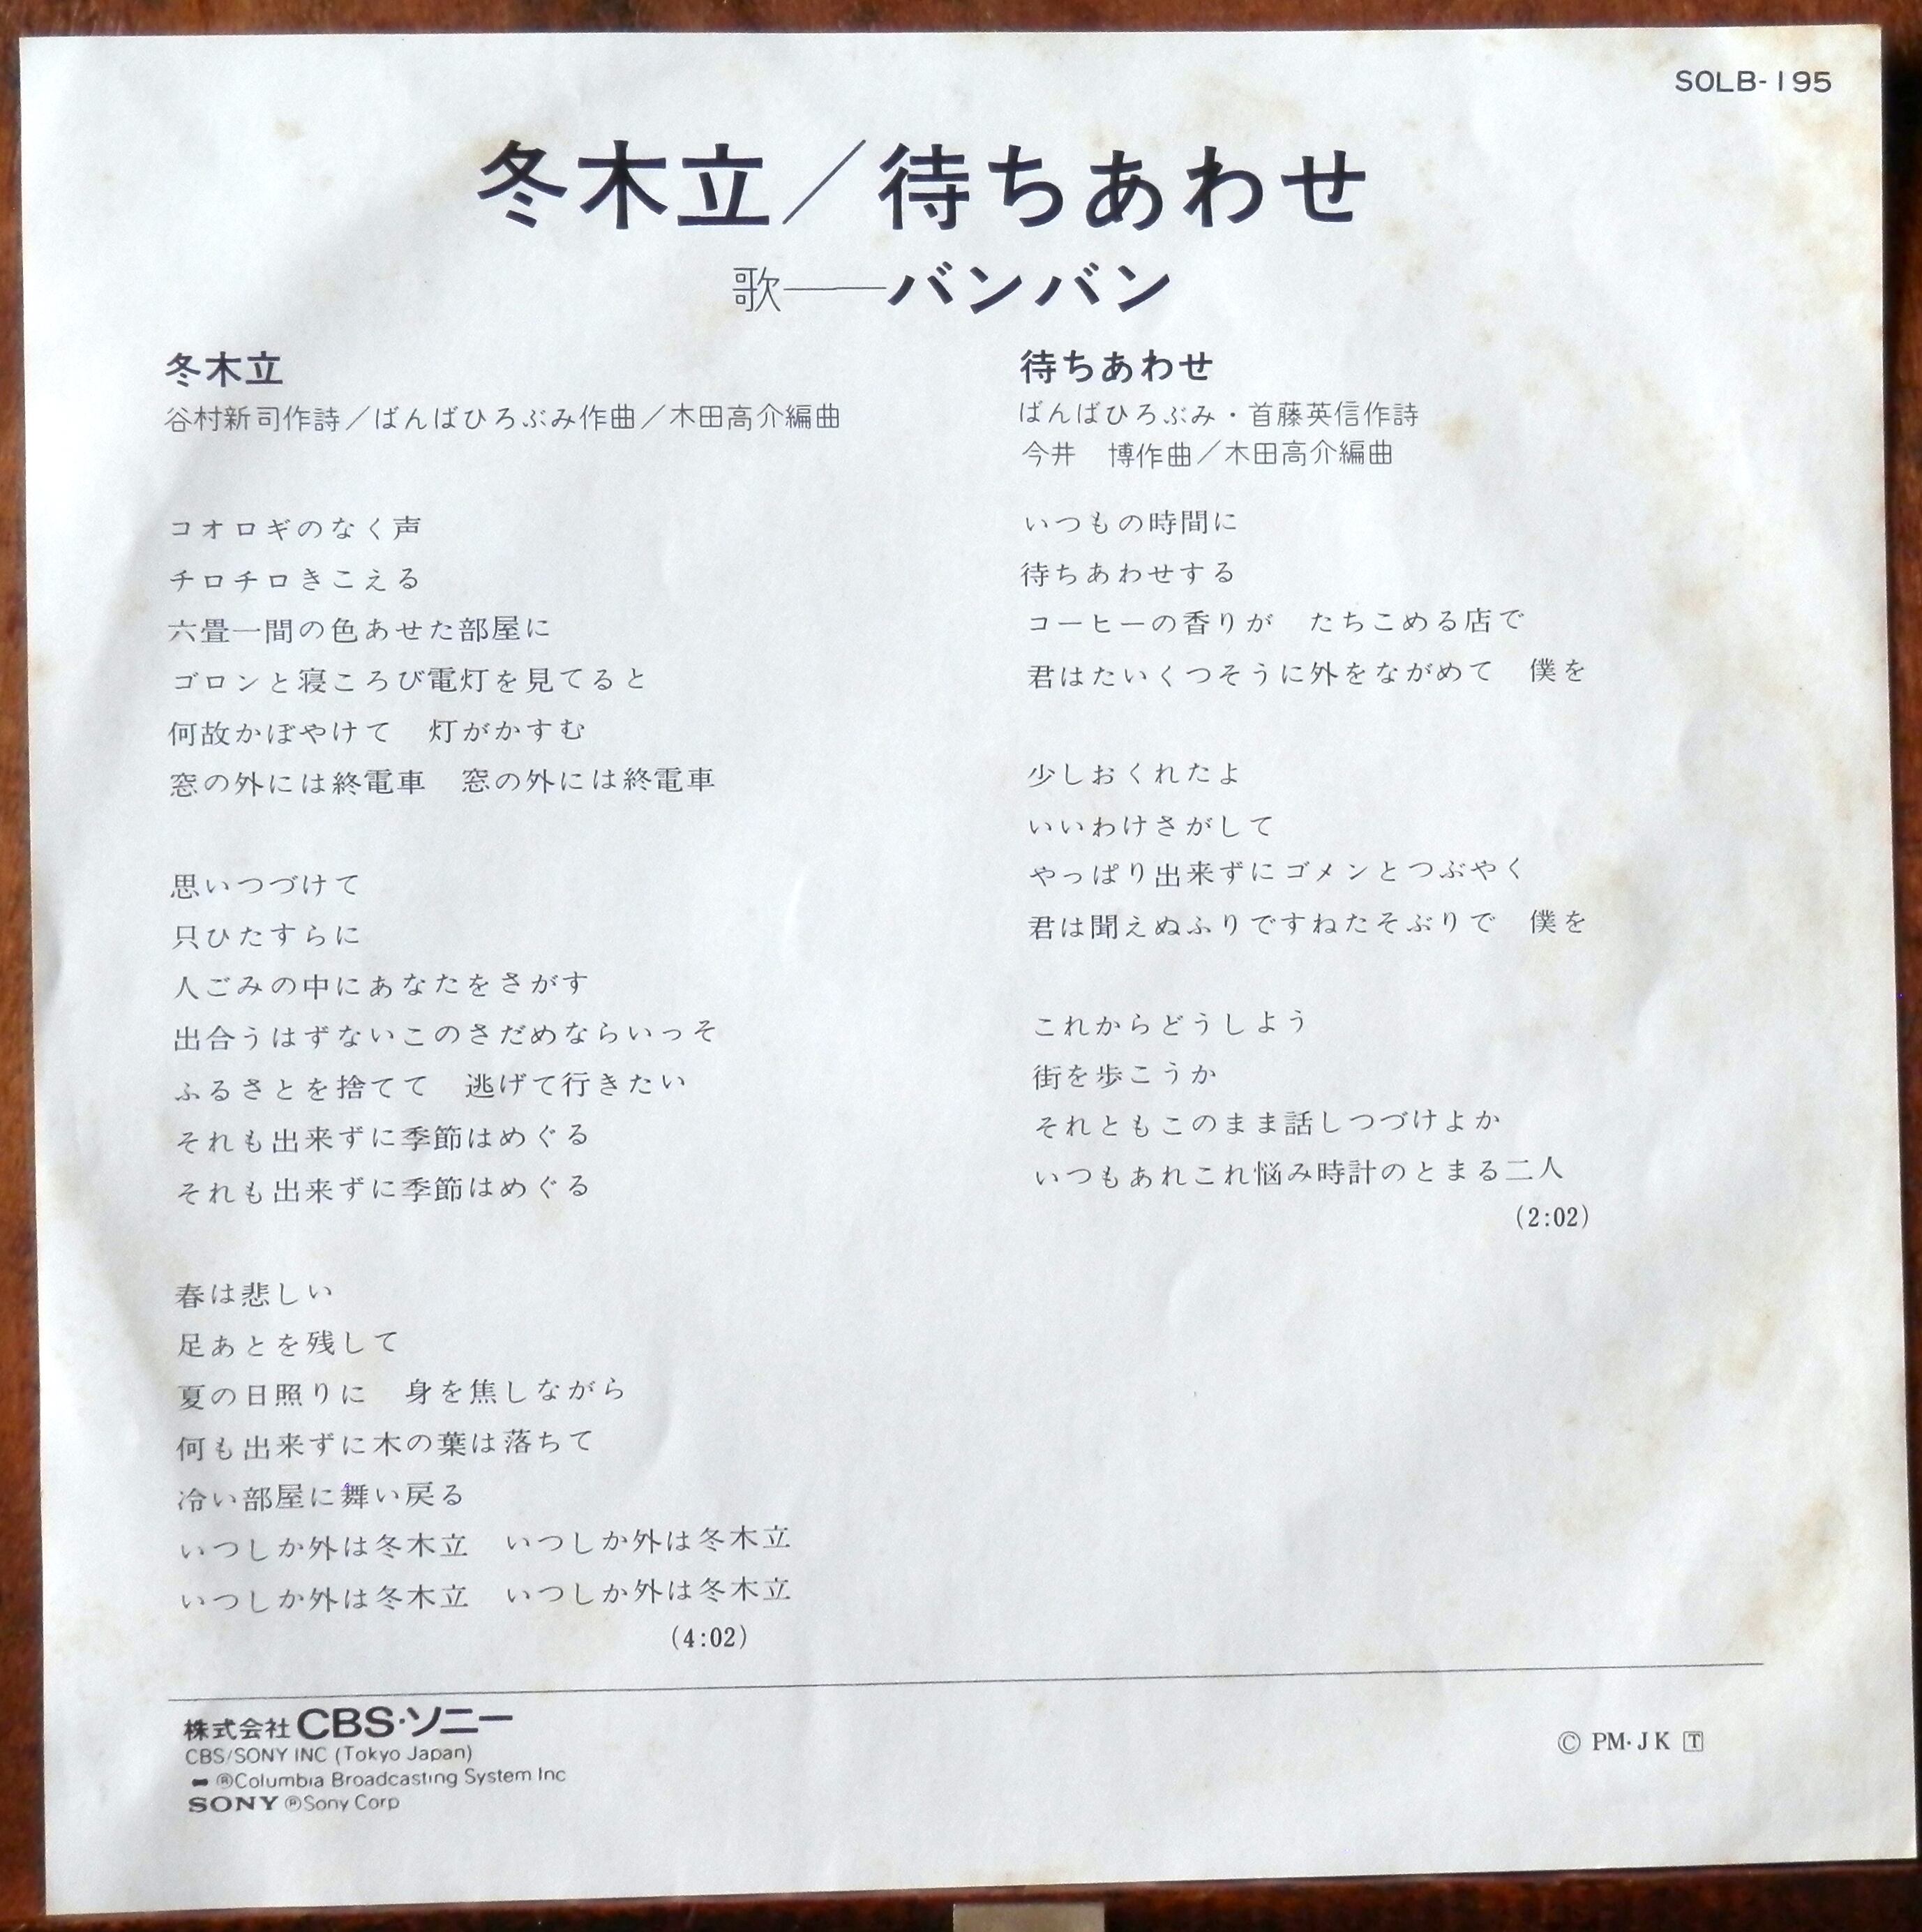 SOLB-195
冬木立／待ちあわせ
歌――バンバン
冬木立
谷村新司作詩／ばんばひろぶみ作曲／木田高介編曲
コオロギのなく声
チロチロきこえる
六畳一間の色あせた部屋に
ゴロンと寝ころび電灯を見てると
何故かぼやけて　灯がかすむ
窓の外には終電車　窓の外には終電車
思いつづけて
只ひたすらに
人ごみの中にあなたをさがす
出合うはずないこのさだめならいっそ
ふるさとを捨てて　逃げて行きたい
それも出来ずに季節はめぐる
それも出来ずに季節はめぐる
春は悲しい
足あとを残して
夏の日照りに　身を焦しながら
何も出来ずに木の葉は落ちて
冷い部屋に舞い戻る
いつしか外は冬木立　いつしか外は冬木立
いつしか外は冬木立　いつしか外は冬木立
(4:02)
待ちあわせ
ばんばひろぶみ・首藤英信作詩
今井　博作曲／木田高介編曲
いつもの時間に
待ちあわせする
コーヒーの香りが　たちこめる店で
君はたいくつそうに外をながめて　僕を
少しおくれたよ
いいわけさがして
やっぱり出来ずにゴメンとつぶやく
君は聞えぬふりですねたそぶりで　僕を
これからどうしよう
街を歩こうか
それともこのまま話しつづけよか
いつもあれこれ悩み時計のとまる二人
(2:02)
株式会社CBS・ソニー
CBS/SONY INC (Tokyo Japan)
ⓇColumbia Broadcasting System Inc
SONY ⓇSony Corp
Ⓒ PM・JK 🅃